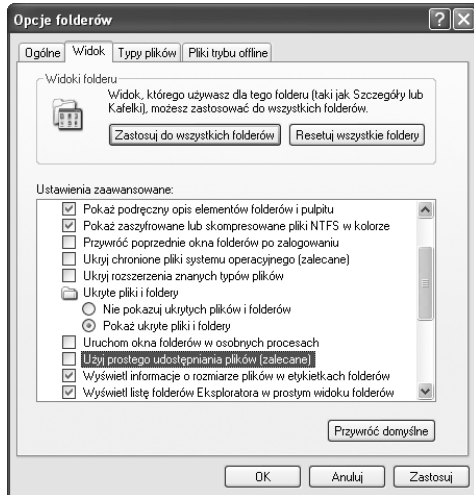 Opcje folderów
Ogólne Widok Typy plików Pliki trybu offline
Widoki folderu
Widok, którego używasz dla tego folderu (taki jak Szczegóły lub
Kafelki), możesz zastosować do wszystkich folderów.
Zastosuj do wszystkich folderów Resetuj wszystkie foldery
Ustawienia zaawansowane:
Pokaż podręczny opis elementów folderów i pulpitu
Pokaż zaszyfrowane lub skompresowane pliki NTFS w kolorze
Przywróć poprzednie okna folderów po zalogowaniu
Ukryj chronione pliki systemu operacyjnego (zalecane)
Ukryj rozszerzenia znanych typów plików
Ukryte pliki i foldery
Nie pokazuj ukrytych plików i folderów
Pokaż ukryte pliki i foldery
Uruchom okna folderów w osobnych procesach
Użyj prostego udostępniania plików (zalecane)
Wyświetl informacje o rozmiarze plików w etykietkach folderów
Wyświetl listę folderów Eksploratora w prostym widoku folderów
Przywróć domyślne
OK Anuluj Zastosuj